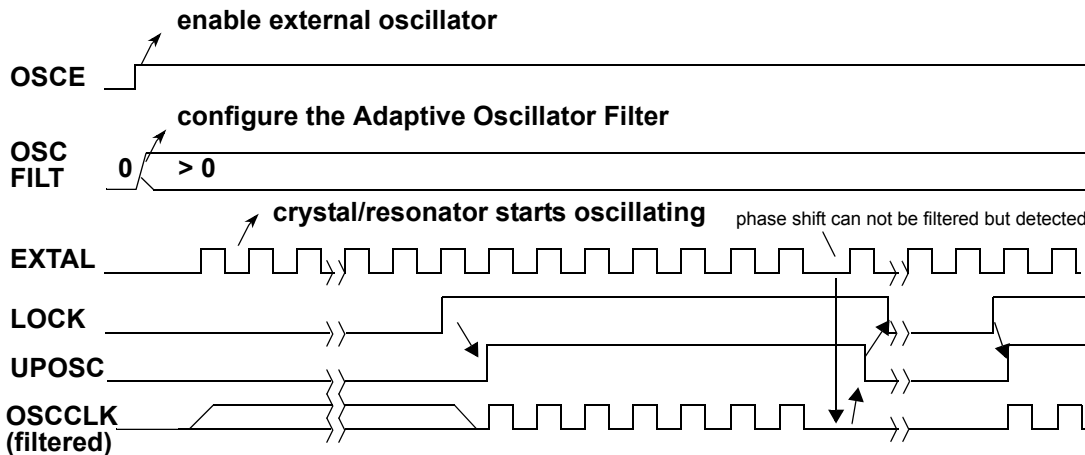 enable external oscillator
OSCE
configure the Adaptive Oscillator Filter
OSC
FILT
0
> 0
crystal/resonator starts oscillating
phase shift can not be filtered but detected
EXTAL
LOCK
UPOSC
OSCCLK
(filtered)